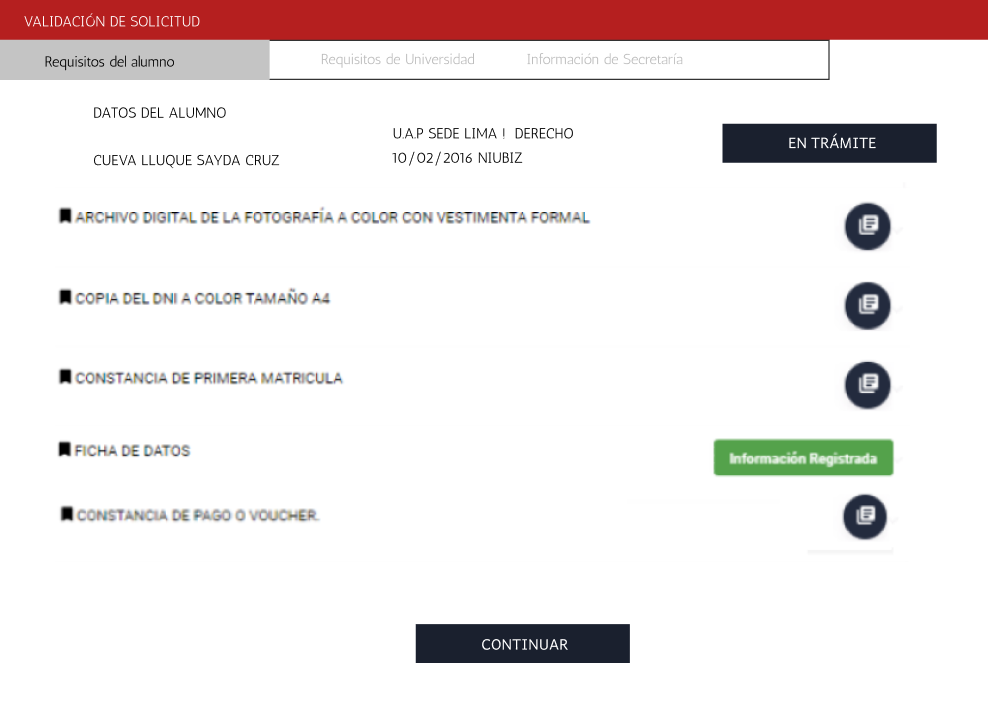 VALIDACIÓN DE SOLICITUD
Requisitos del alumno
Requisitos de Universidad
Información de Secretaría
DATOS DEL ALUMNO
CUEVA LLUQUE SAYDA CRUZ
U.A.P SEDE LIMA ! DERECHO
10/02/2016 NIUBIZ
EN TRÁMITE
ARCHIVO DIGITAL DE LA FOTOGRAFÍA A COLOR CON VESTIMENTA FORMAL
COPIA DEL DNI A COLOR TAMAÑO A4
CONSTANCIA DE PRIMERA MATRICULA
FICHA DE DATOS
Información Registrada
CONSTANCIA DE PAGO O VOUCHER.
CONTINUAR